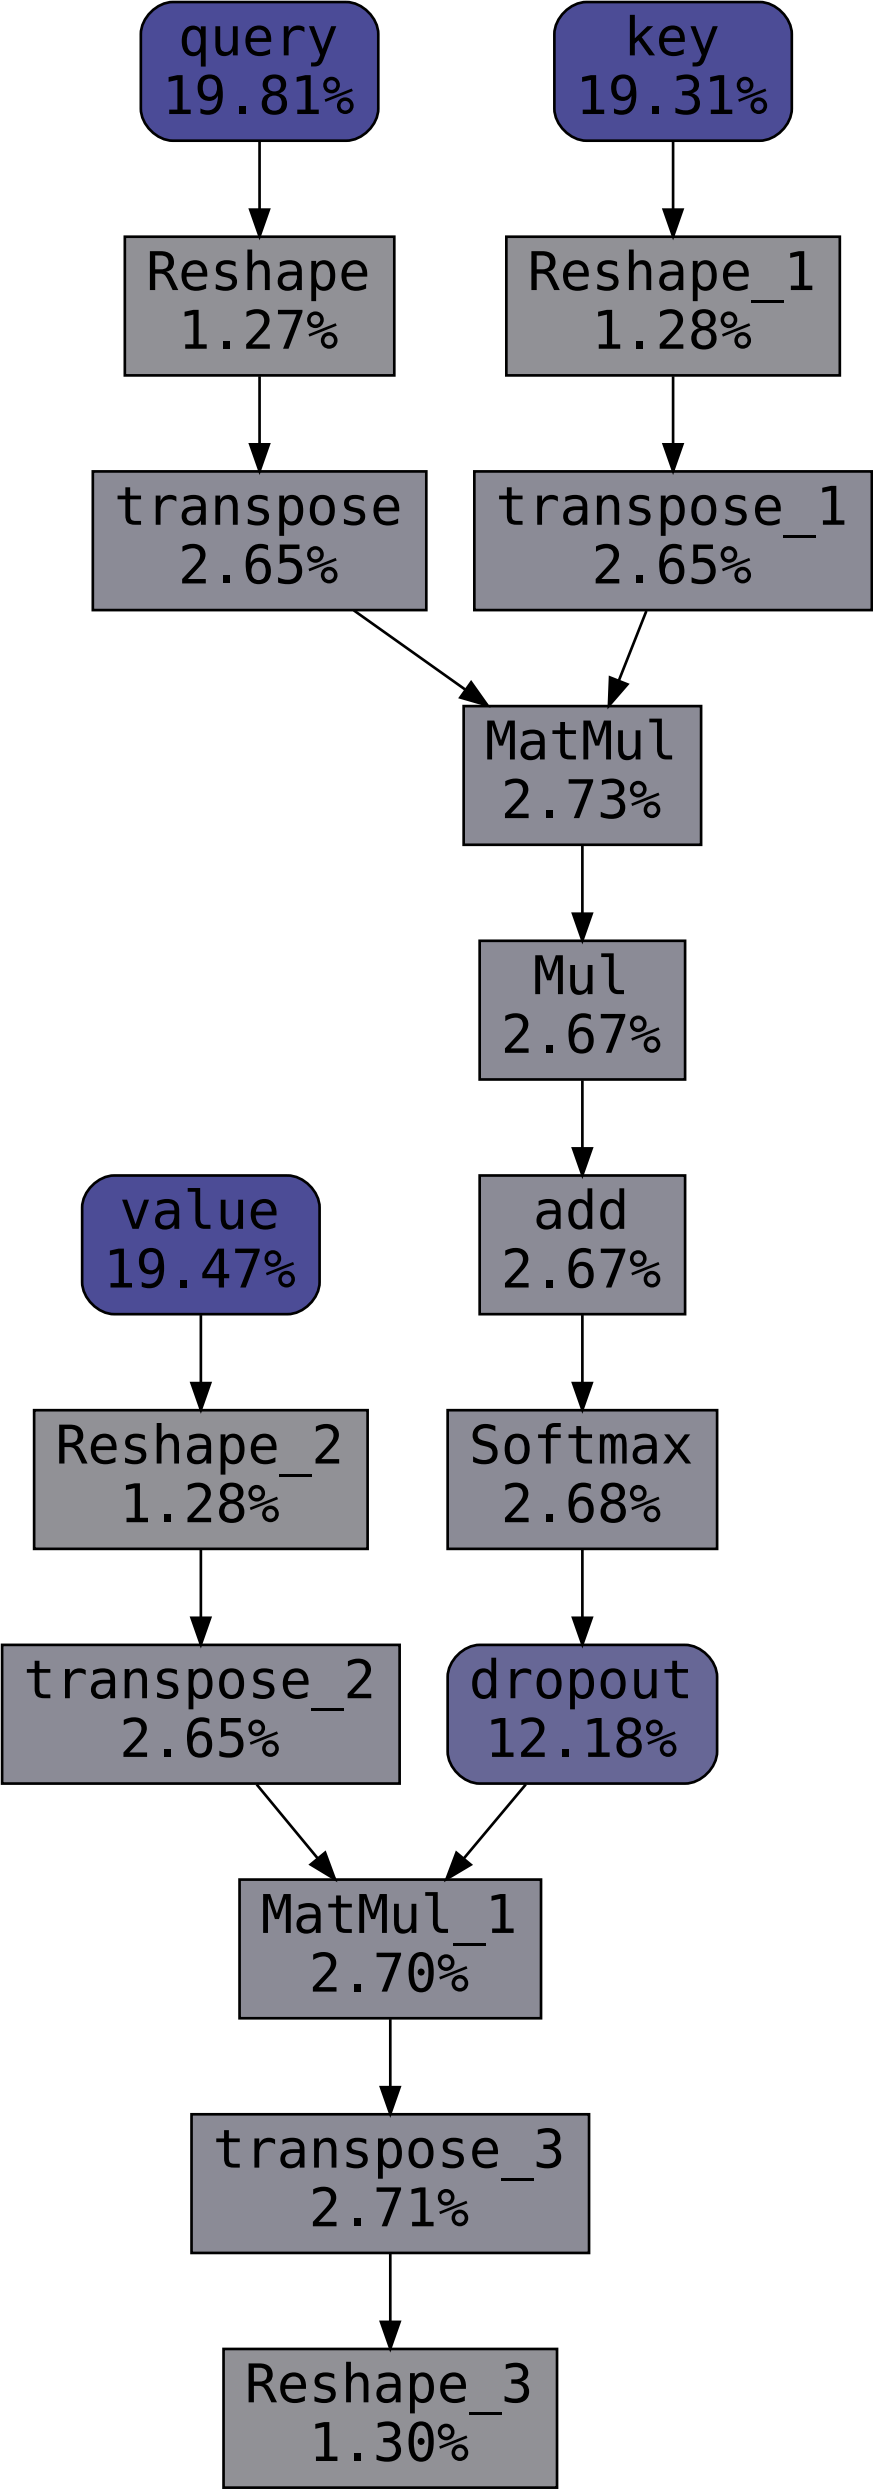 query
19.81%
key
19.31%
Reshape
1.27%
Reshape_1
1.28%
transpose
2.65%
transpose_1
2.65%
MatMul
2.73%
Mul
2.67%
add
2.67%
value
19.47%
Reshape_2
1.28%
Softmax
2.68%
transpose_2
2.65%
dropout
12.18%
MatMul_1
2.70%
transpose_3
2.71%
Reshape_3
1.30%